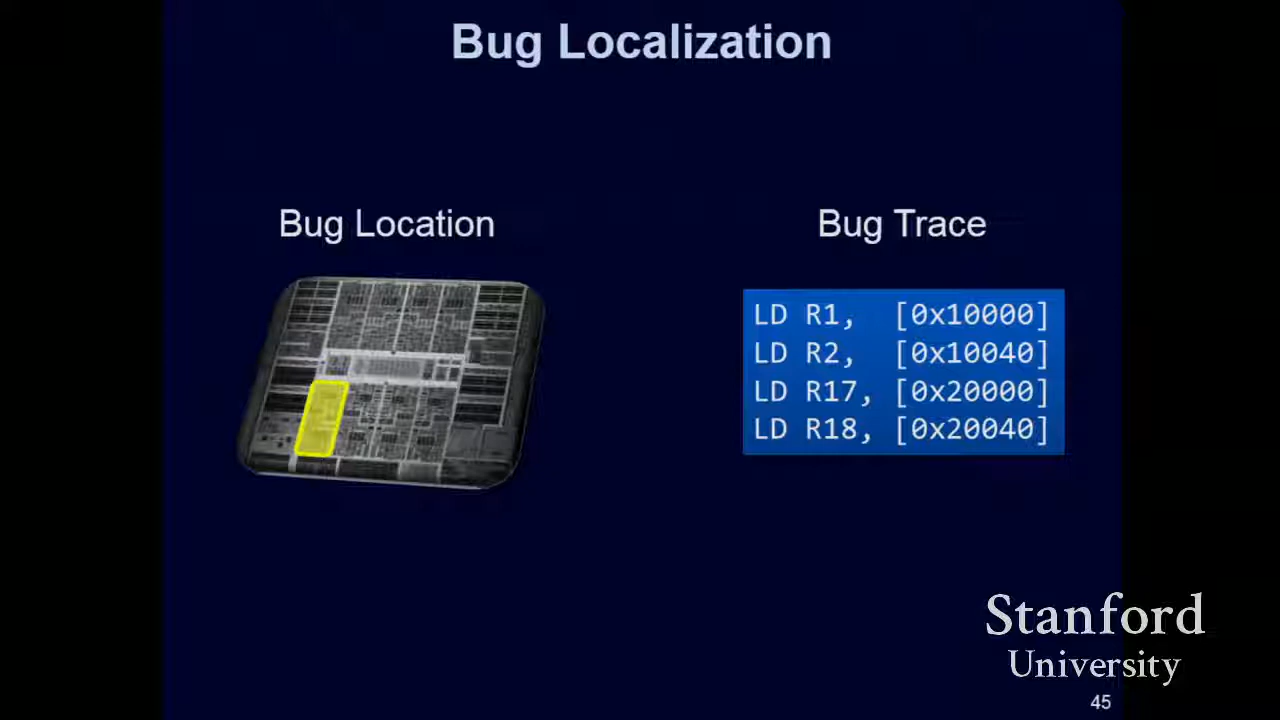 Bug Localization
Bug Location
Bug Trace
LD R1, [0x10000]
LD R2, [0x10040]
LD R17, [0x20000]
LD R18, [0x20040]
Stanford
University
45